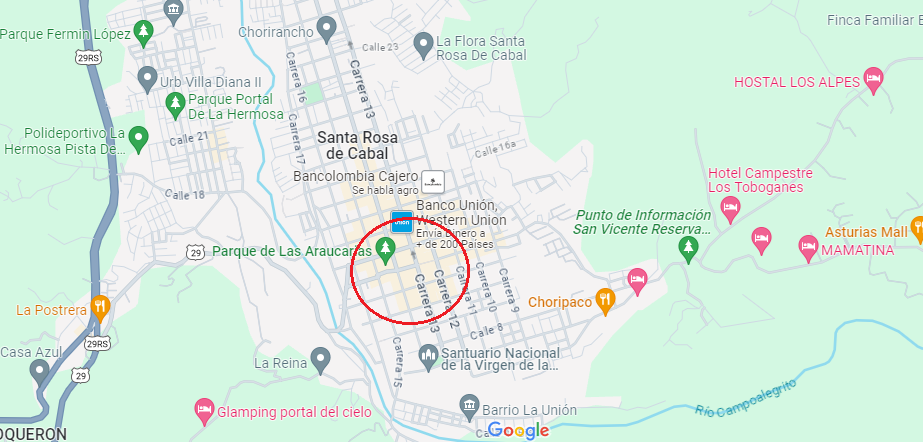 Parque Fermin López
29RS
Chorirancho
Calle 23
La Flora Santa
Rosa De Cabal
Finca Familiar E
Urb Villa Diana II
Carrera 16
Carrera 13
HOSTAL LOS ALPES
Parque Portal
De La Hermosa
Polideportivo La
Hermosa Pista De...
Calle 21
Carrera 17
Santa Rosa
de Cabal
Calle 16a
Bancolombia Cajero
Se habla agro
Hotel Campestre
Los Toboganes
Calle 18
Banco Unión,
Western Union
Envía Dinero a
+ de 200 Países
Punto de Información
San Vicente Reserva...
Asturias Mall
MAMATINA
29
Parque de Las Araucarias
Carrera 13
Carrera 12
Carrera 11
Carrera 10
Carrera 9
Choripaco
La Postrera
Calle 8
29RS
Casa Azul
La Reina
Carrera 15
Santuario Nacional
de la Virgen de la...
29
Glamping portal del cielo
Barrio La Unión
Río Campoalegrito
Google
OQUERON